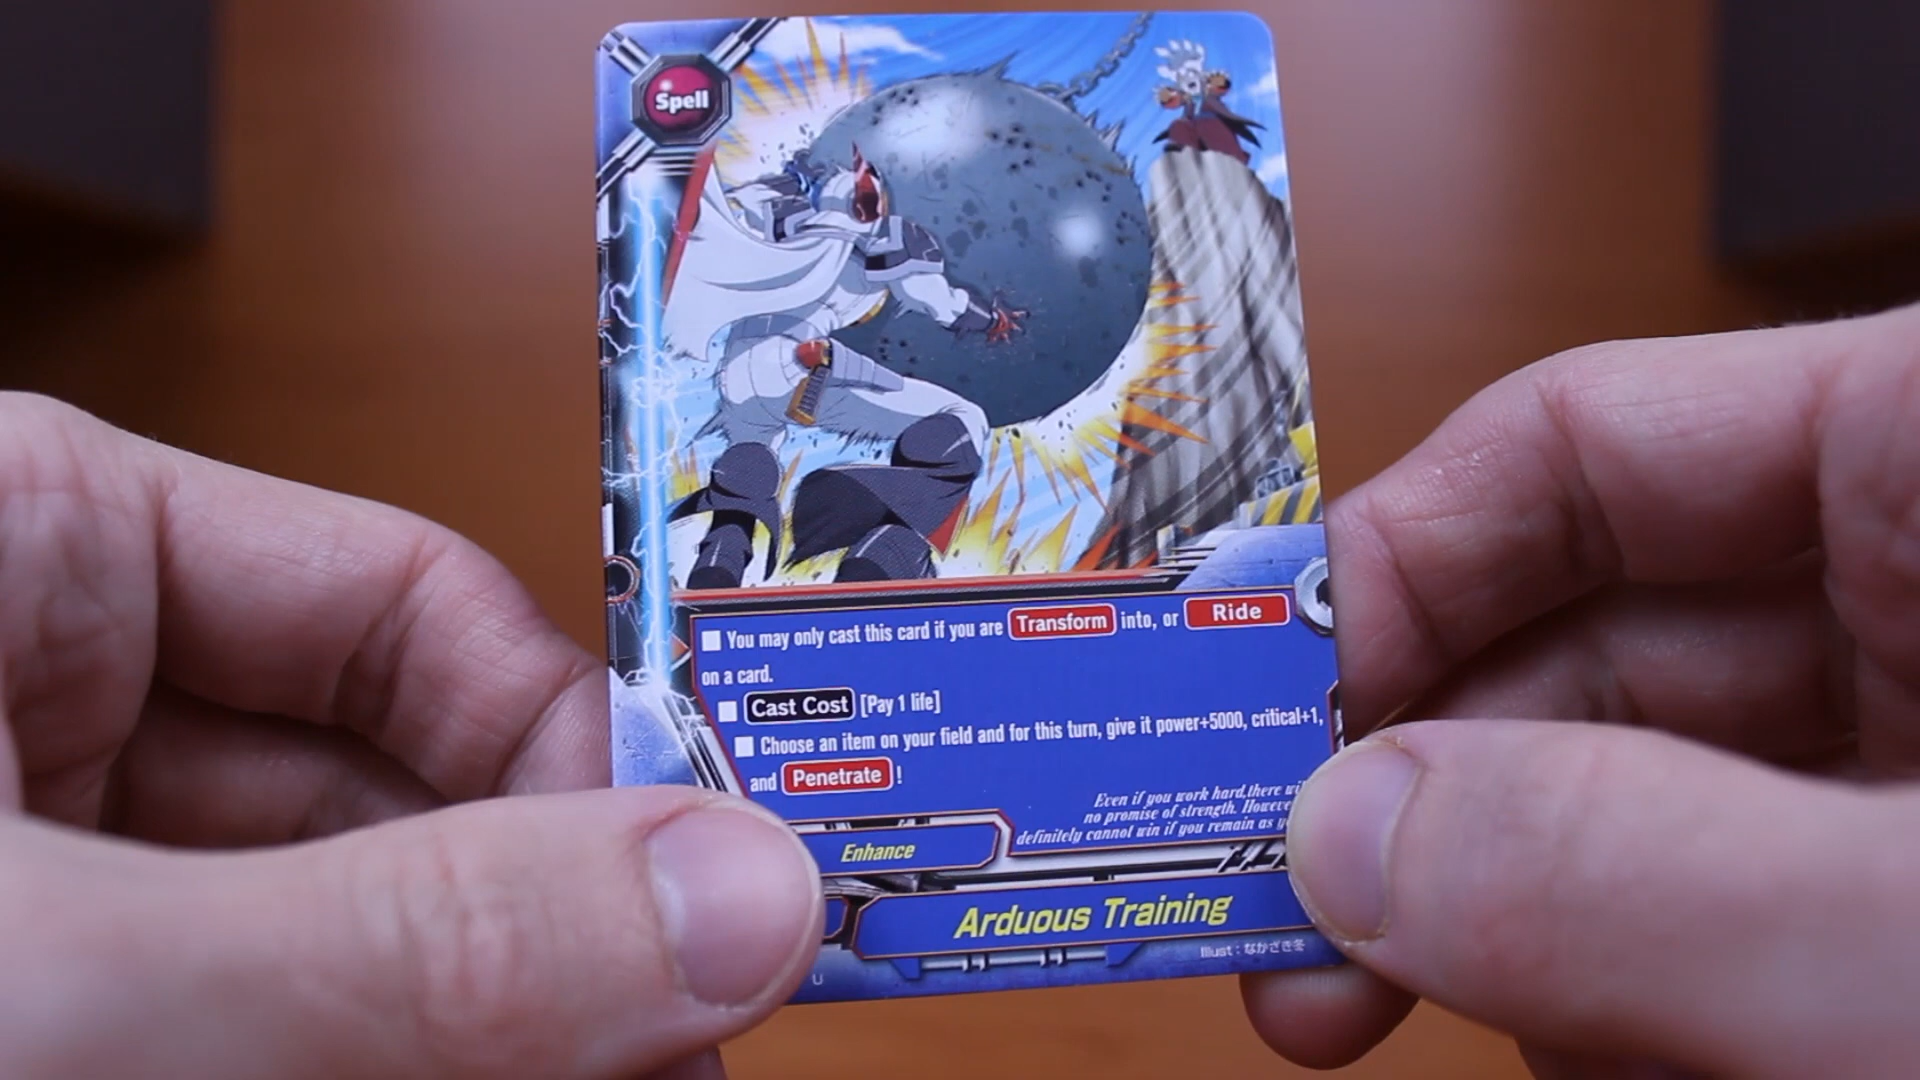 Spell
■ You may only cast this card if you are Transform into, or Ride
on a card.
■ Cast Cost [Pay 1 life]
■ Choose an item on your field and for this turn, give it power+5000, critical+1,
and Penetrate !
Even if you work hard,there
no promise of strength.
definitely cannot win if you remain as
Enhance
Arduous Training
Illust : なかざき冬
U